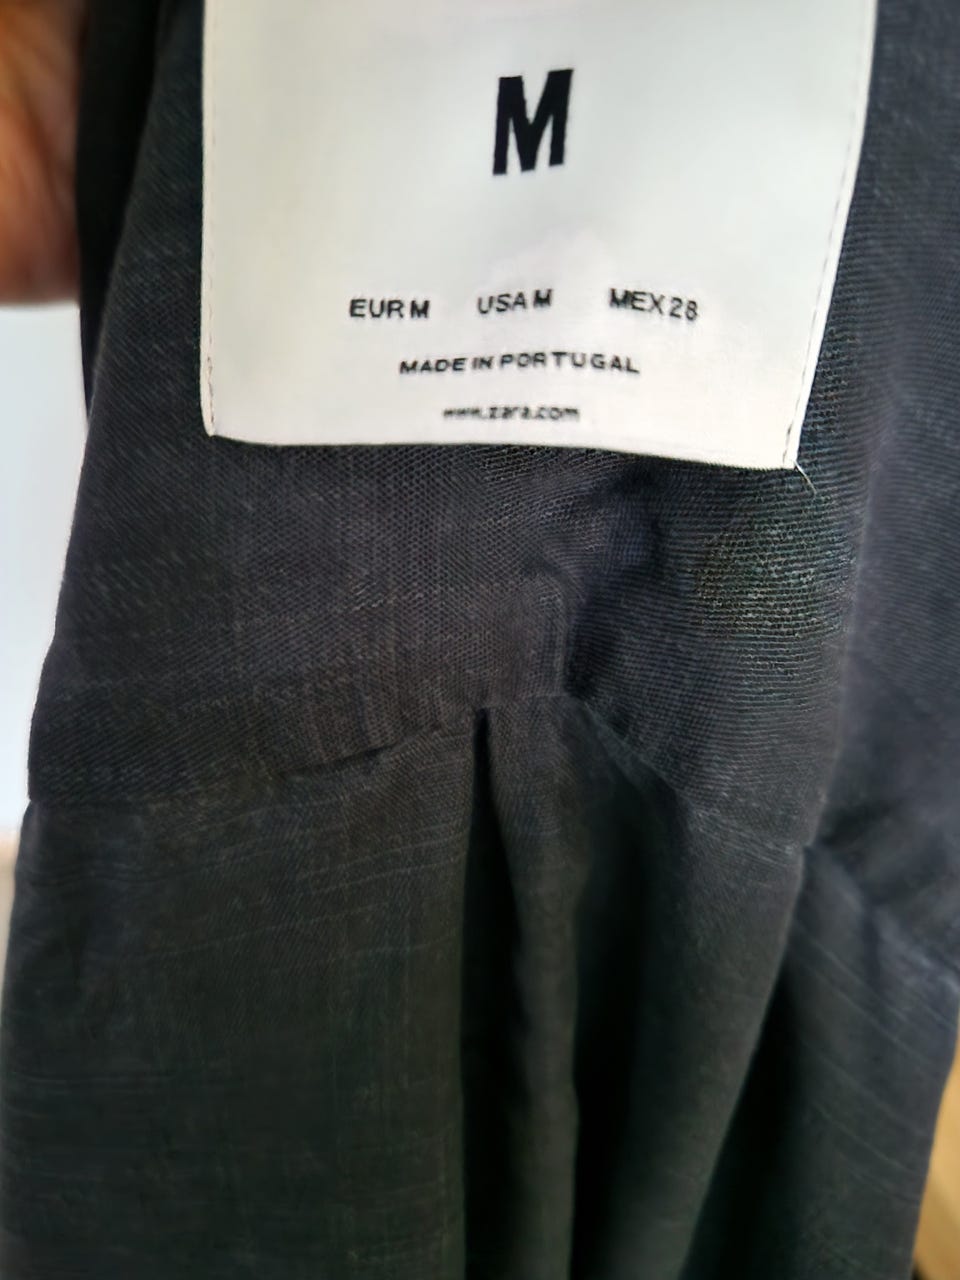 M
EUR M USA M MEX 28
MADE IN PORTUGAL
www.zara.com